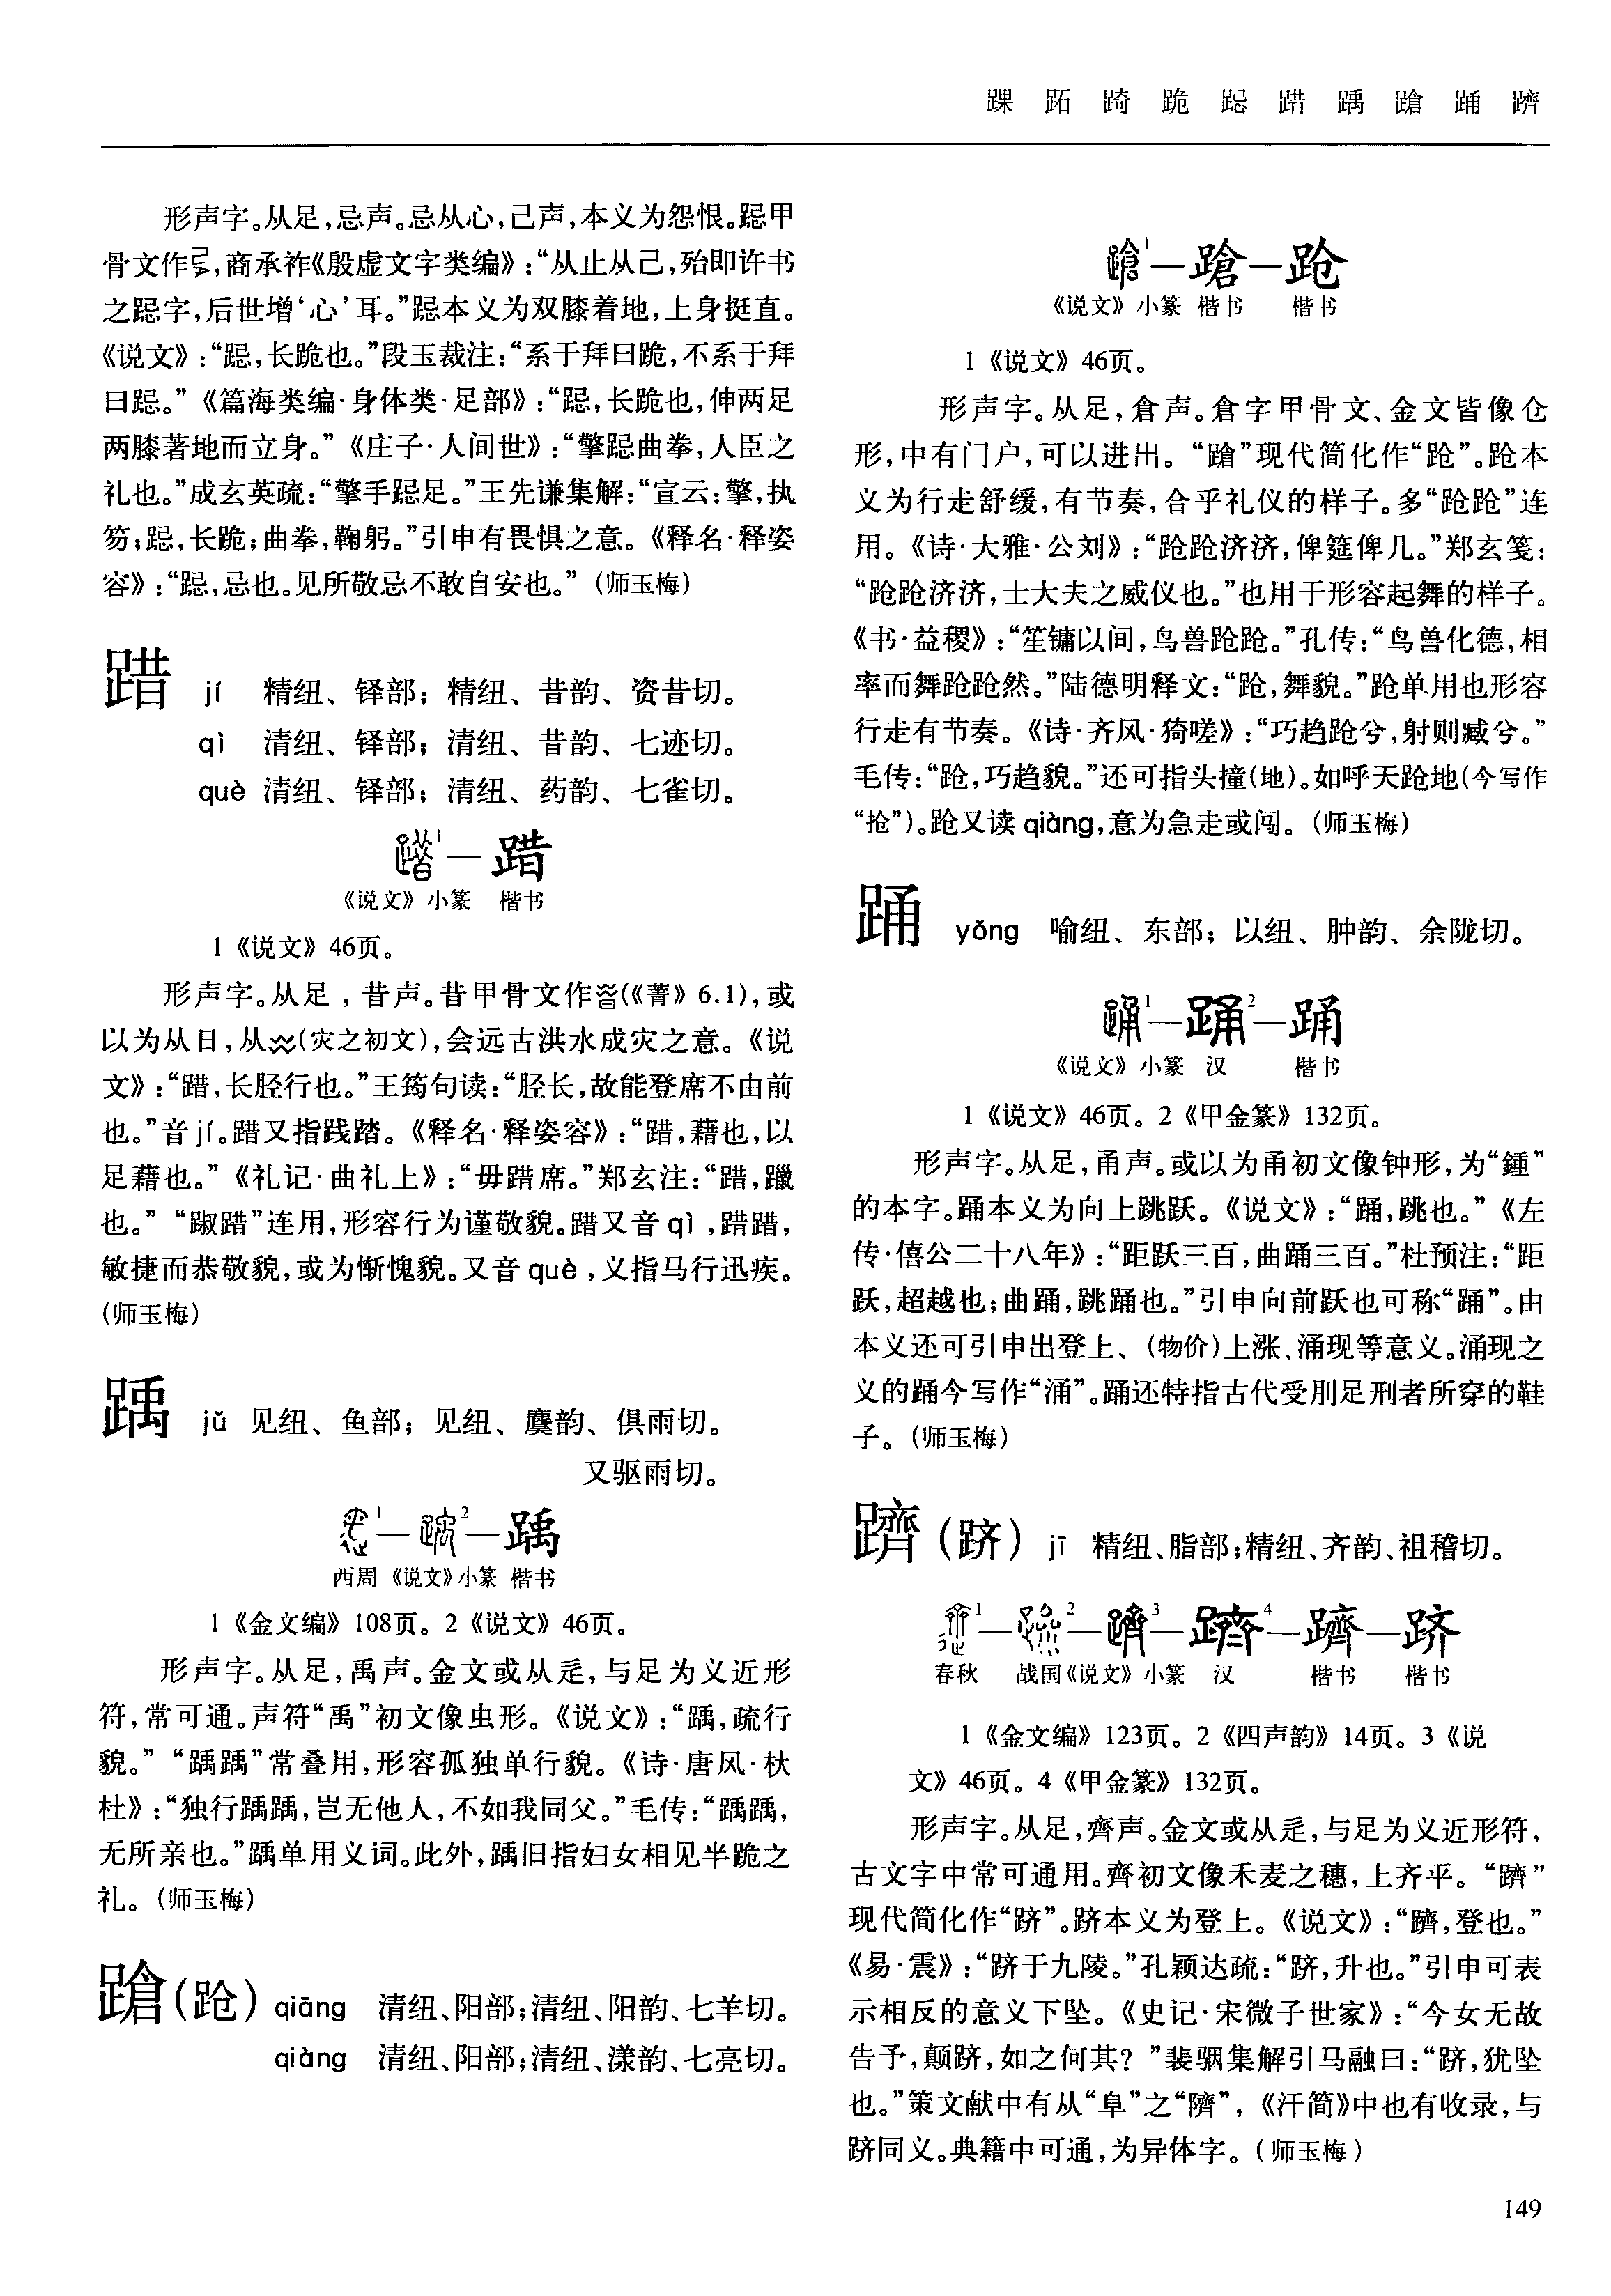 踝 跖 踦 跪 跽 踖 踽 蹌 踊 躋
形声字。从足，忌声。忌从心，己声，本义为怨恨。跽甲
骨文作，商承祚《殷虚文字类编》：“从止从己，殆即许书
之跽字，后世增‘心’耳。”跽本义为双膝着地，上身挺直。
《说文》：“跽，长跪也。”段玉裁注：“系于拜曰跪，不系于拜
曰跽。”《篇海类编·身体类·足部》：“跽，长跪也，伸两足
两膝著地而立身。”《庄子·人间世》：“擎跽曲拳，人臣之
礼也。”成玄英疏：“擎手跽足。”王先谦集解：“宣云：擎，执
笏；跽，长跪；曲拳，鞠躬。”引申有畏惧之意。《释名·释姿
容》：“跽，忌也。见所敬忌不敢自安也。”（师玉梅）
踖 jí 精纽、铎部；精纽、昔韵、资昔切。
qì 清纽、铎部；清纽、昔韵、七迹切。
què 清纽、铎部；清纽、药韵、七雀切。
1—踖
《说文》小篆 楷书
1《说文》46页。
形声字。从足，昔声。昔甲骨文作(《菁》6.1)，或
以为从日，从(灾之初文)，会远古洪水成灾之意。《说
文》：“踖，长胫行也。”王筠句读：“胫长，故能登席不由前
也。”音jí。踖又指践踏。《释名·释姿容》：“踖，藉也，以
足藉也。”《礼记·曲礼上》：“毋踖席。”郑玄注：“踖，躐
也。”“踧踖”连用，形容行为谨敬貌。踖又音qì，踖踖，
敏捷而恭敬貌，或为惭愧貌。又音què，义指马行迅疾。
（师玉梅）
踽 jǔ 见纽、鱼部；见纽、麌韵、俱雨切。
又驱雨切。
1—2—踽
西周《说文》小篆 楷书
1《金文编》108页。2《说文》46页。
形声字。从足，禹声。金文或从辵，与足为义近形
符，常可通。声符“禹”初文像虫形。《说文》：“踽，疏行
貌。”“踽踽”常叠用，形容孤独单行貌。《诗·唐风·杕
杜》：“独行踽踽，岂无他人，不如我同父。”毛传：“踽踽，
无所亲也。”踽单用义词。此外，踽旧指妇女相见半跪之
礼。（师玉梅）
蹌（跄）qiāng 清纽、阳部；清纽、阳韵、七羊切。
qiàng 清纽、阳部；清纽、漾韵、七亮切。
1—蹌—跄
《说文》小篆 楷书 楷书
1《说文》46页。
形声字。从足，倉声。倉字甲骨文、金文皆像仓
形，中有门户，可以进出。“蹌”现代简化作“跄”。跄本
义为行走舒缓，有节奏，合乎礼仪的样子。多“跄跄”连
用。《诗·大雅·公刘》：“跄跄济济，俾筵俾几。”郑玄笺：
“跄跄济济，士大夫之威仪也。”也用于形容起舞的样子。
《书·益稷》：“笙镛以间，鸟兽跄跄。”孔传：“鸟兽化德，相
率而舞跄跄然。”陆德明释文：“跄，舞貌。”跄单用也形容
行走有节奏。《诗·齐风·猗嗟》：“巧趋跄兮，射则臧兮。”
毛传：“跄，巧趋貌。”还可指头撞（地）。如呼天跄地（今写作
“抢”）。跄又读qiàng，意为急走或闯。（师玉梅）
踊 yǒng 喻纽、东部；以纽、肿韵、余陇切。
1—踊2—踊
《说文》小篆 汉 楷书
1《说文》46页。2《甲金篆》132页。
形声字。从足，甬声。或以为甬初文像钟形，为“鍾”
的本字。踊本义为向上跳跃。《说文》：“踊，跳也。”《左
传·僖公二十八年》：“距跃三百，曲踊三百。”杜预注：“距
跃，超越也；曲踊，跳踊也。”引申向前跃也可称“踊”。由
本义还可引申出登上、（物价）上涨、涌现等意义。涌现之
义的踊今写作“涌”。踊还特指古代受刖足刑者所穿的鞋
子。（师玉梅）
躋（跻）jī 精纽、脂部；精纽、齐韵、祖稽切。
1—2—3—4—躋—跻
春秋 战国《说文》小篆 汉 楷书 楷书
1《金文编》123页。2《四声韵》14页。3《说
文》46页。4《甲金篆》132页。
形声字。从足，齊声。金文或从辵，与足为义近形符，
古文字中常可通用。齊初文像禾麦之穗，上齐平。“躋”
现代简化作“跻”。跻本义为登上。《说文》：“躋，登也。”
《易·震》：“跻于九陵。”孔颖达疏：“跻，升也。”引申可表
示相反的意义下坠。《史记·宋微子世家》：“今女无故
告予，颠跻，如之何其？”裴骃集解引马融曰：“跻，犹坠
也。”策文献中有从“阜”之“隮”，《汗简》中也有收录，与
跻同义。典籍中可通，为异体字。（师玉梅）
149